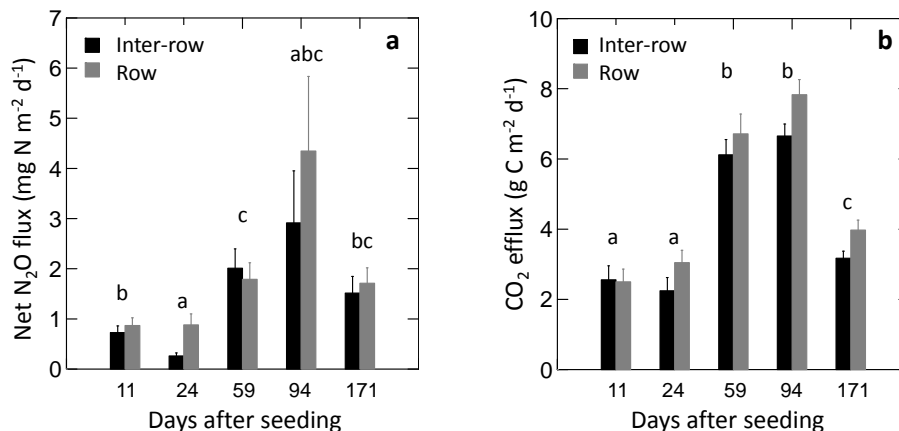 7
6
5
4
3
2
1
0
Net N₂O flux (mg N m⁻² d⁻¹)
Inter-row
Row
a
b
a
c
abc
bc
11 24 59 94 171
Days after seeding
10
8
6
4
2
0
CO₂ efflux (g C m⁻² d⁻¹)
Inter-row
Row
b
a
a
b
b
c
11 24 59 94 171
Days after seeding